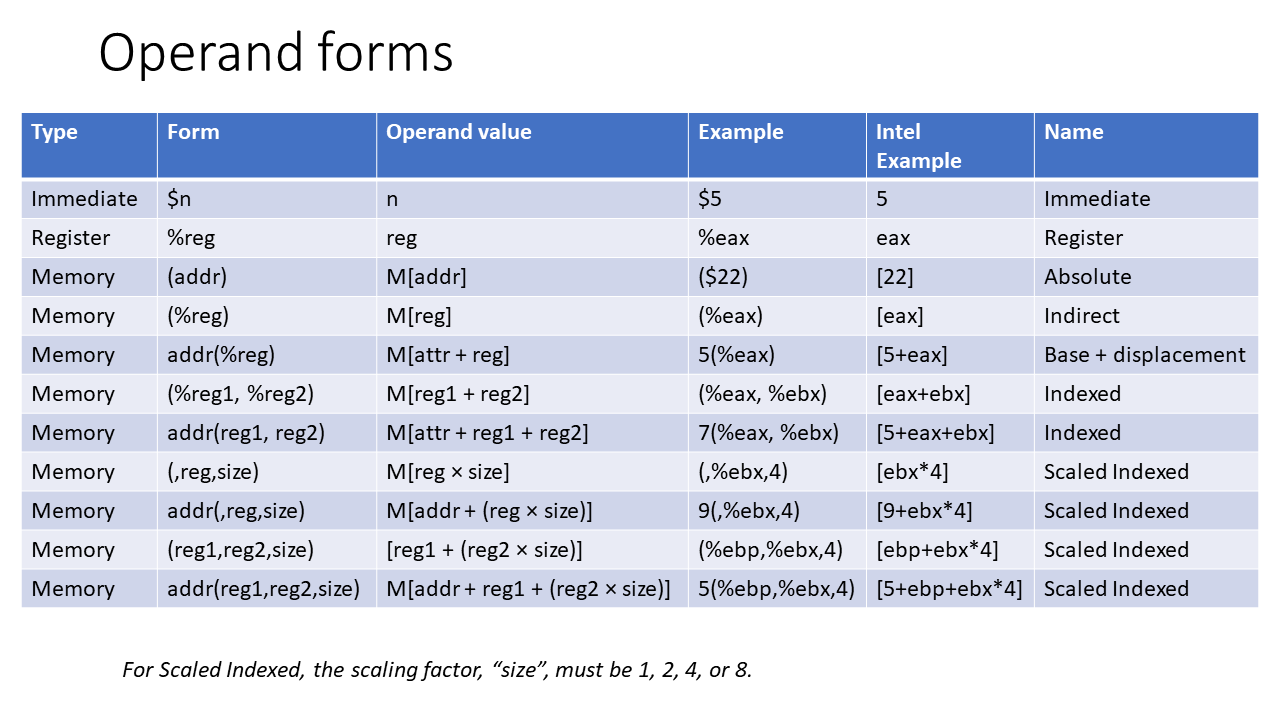 Operand forms
Type Form Operand value Example Intel Example Name
Immediate $n n $5 5 Immediate
Register %reg reg %eax eax Register
Memory (addr) M[addr] ($22) [22] Absolute
Memory (%reg) M[reg] (%eax) [eax] Indirect
Memory addr(%reg) M[attr + reg] 5(%eax) [5+eax] Base + displacement
Memory (%reg1, %reg2) M[reg1 + reg2] (%eax, %ebx) [eax+ebx] Indexed
Memory addr(reg1, reg2) M[attr + reg1 + reg2] 7(%eax, %ebx) [5+eax+ebx] Indexed
Memory (,reg,size) M[reg × size] (,%ebx,4) [ebx*4] Scaled Indexed
Memory addr(,reg,size) M[addr + (reg × size)] 9(,%ebx,4) [9+ebx*4] Scaled Indexed
Memory (reg1,reg2,size) [reg1 + (reg2 × size)] (%ebp,%ebx,4) [ebp+ebx*4] Scaled Indexed
Memory addr(reg1,reg2,size) M[addr + reg1 + (reg2 × size)] 5(%ebp,%ebx,4) [5+ebp+ebx*4] Scaled Indexed
For Scaled Indexed, the scaling factor, “size”, must be 1, 2, 4, or 8.